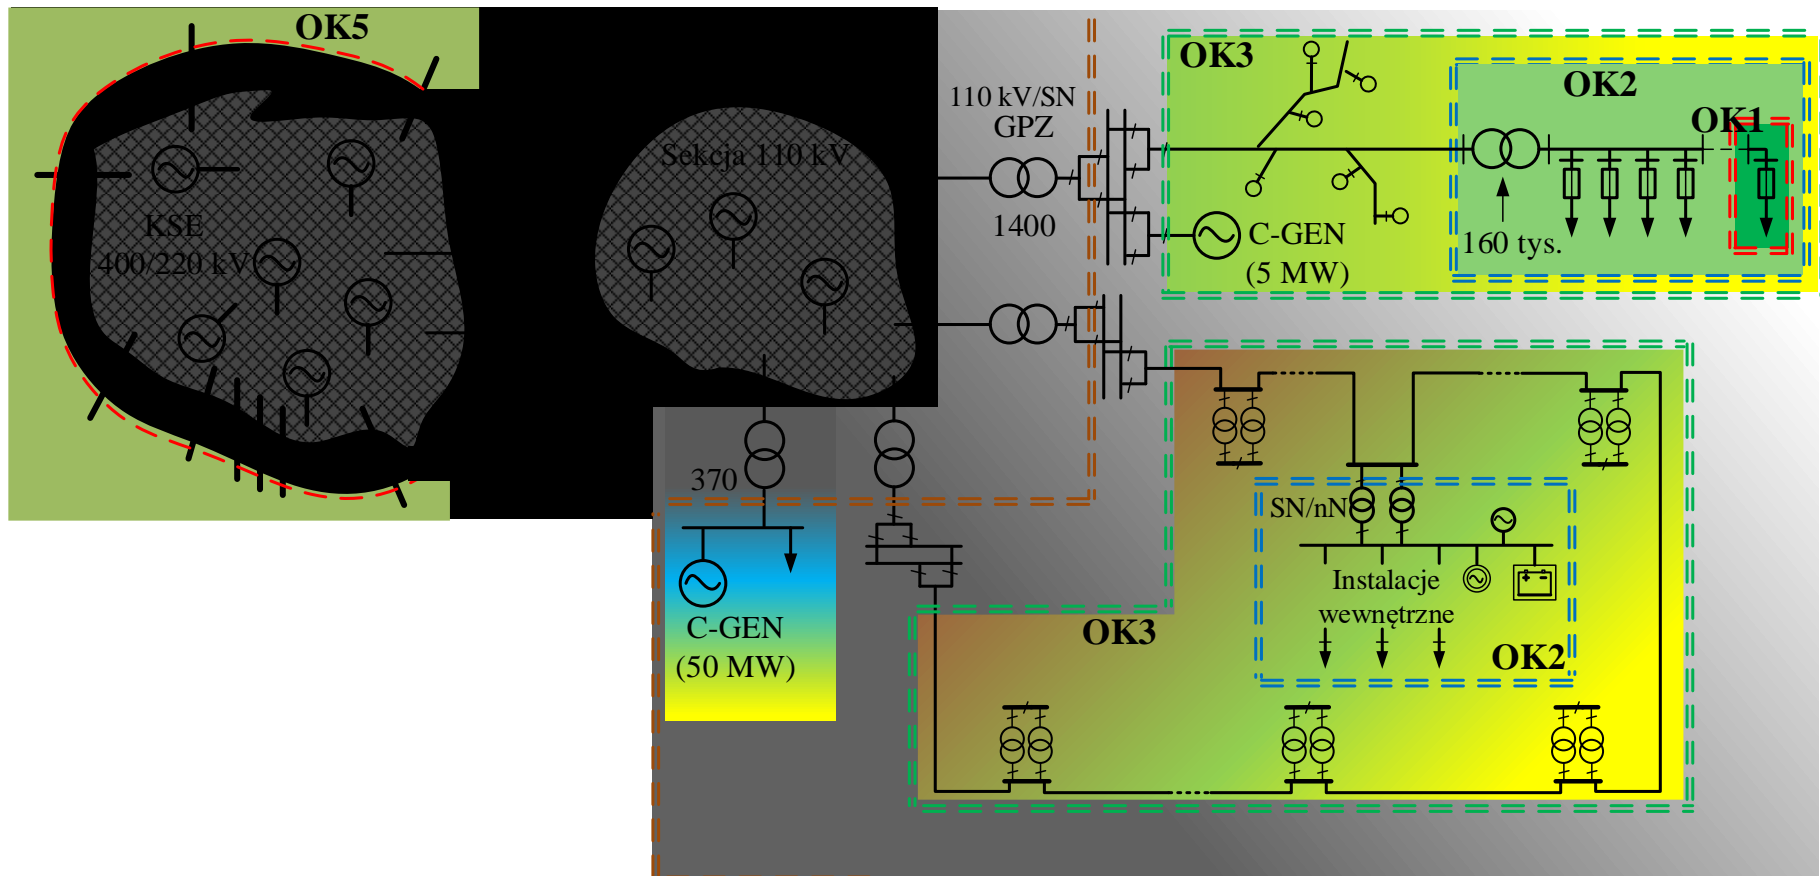 OK5
KSE
400/220 kV
Sekcja 110 kV
110 kV/SN
GPZ
1400
370
C-GEN
(50 MW)
OK3
C-GEN
(5 MW)
OK2
OK1
160 tys.
SN/nN
Instalacje
wewnętrzne
OK2
OK3